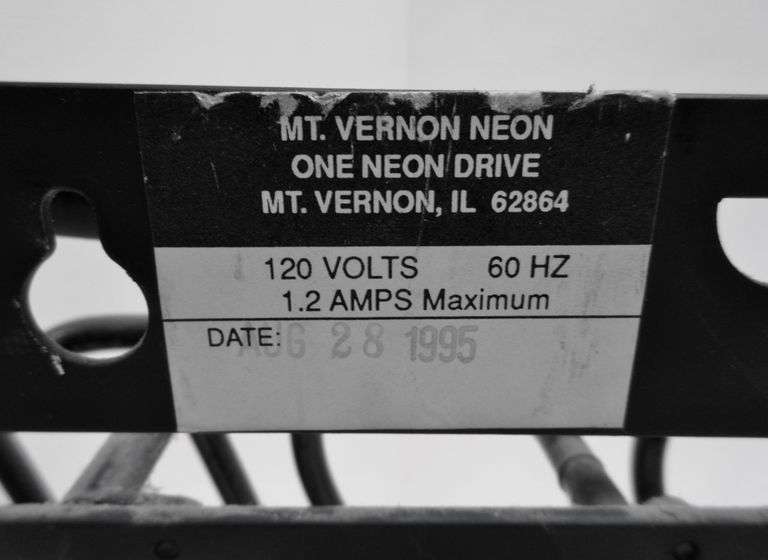 MT. VERNON NEON
ONE NEON DRIVE
MT. VERNON, IL 62864
120 VOLTS 60 HZ
1.2 AMPS Maximum
DATE: AUG 28 1995